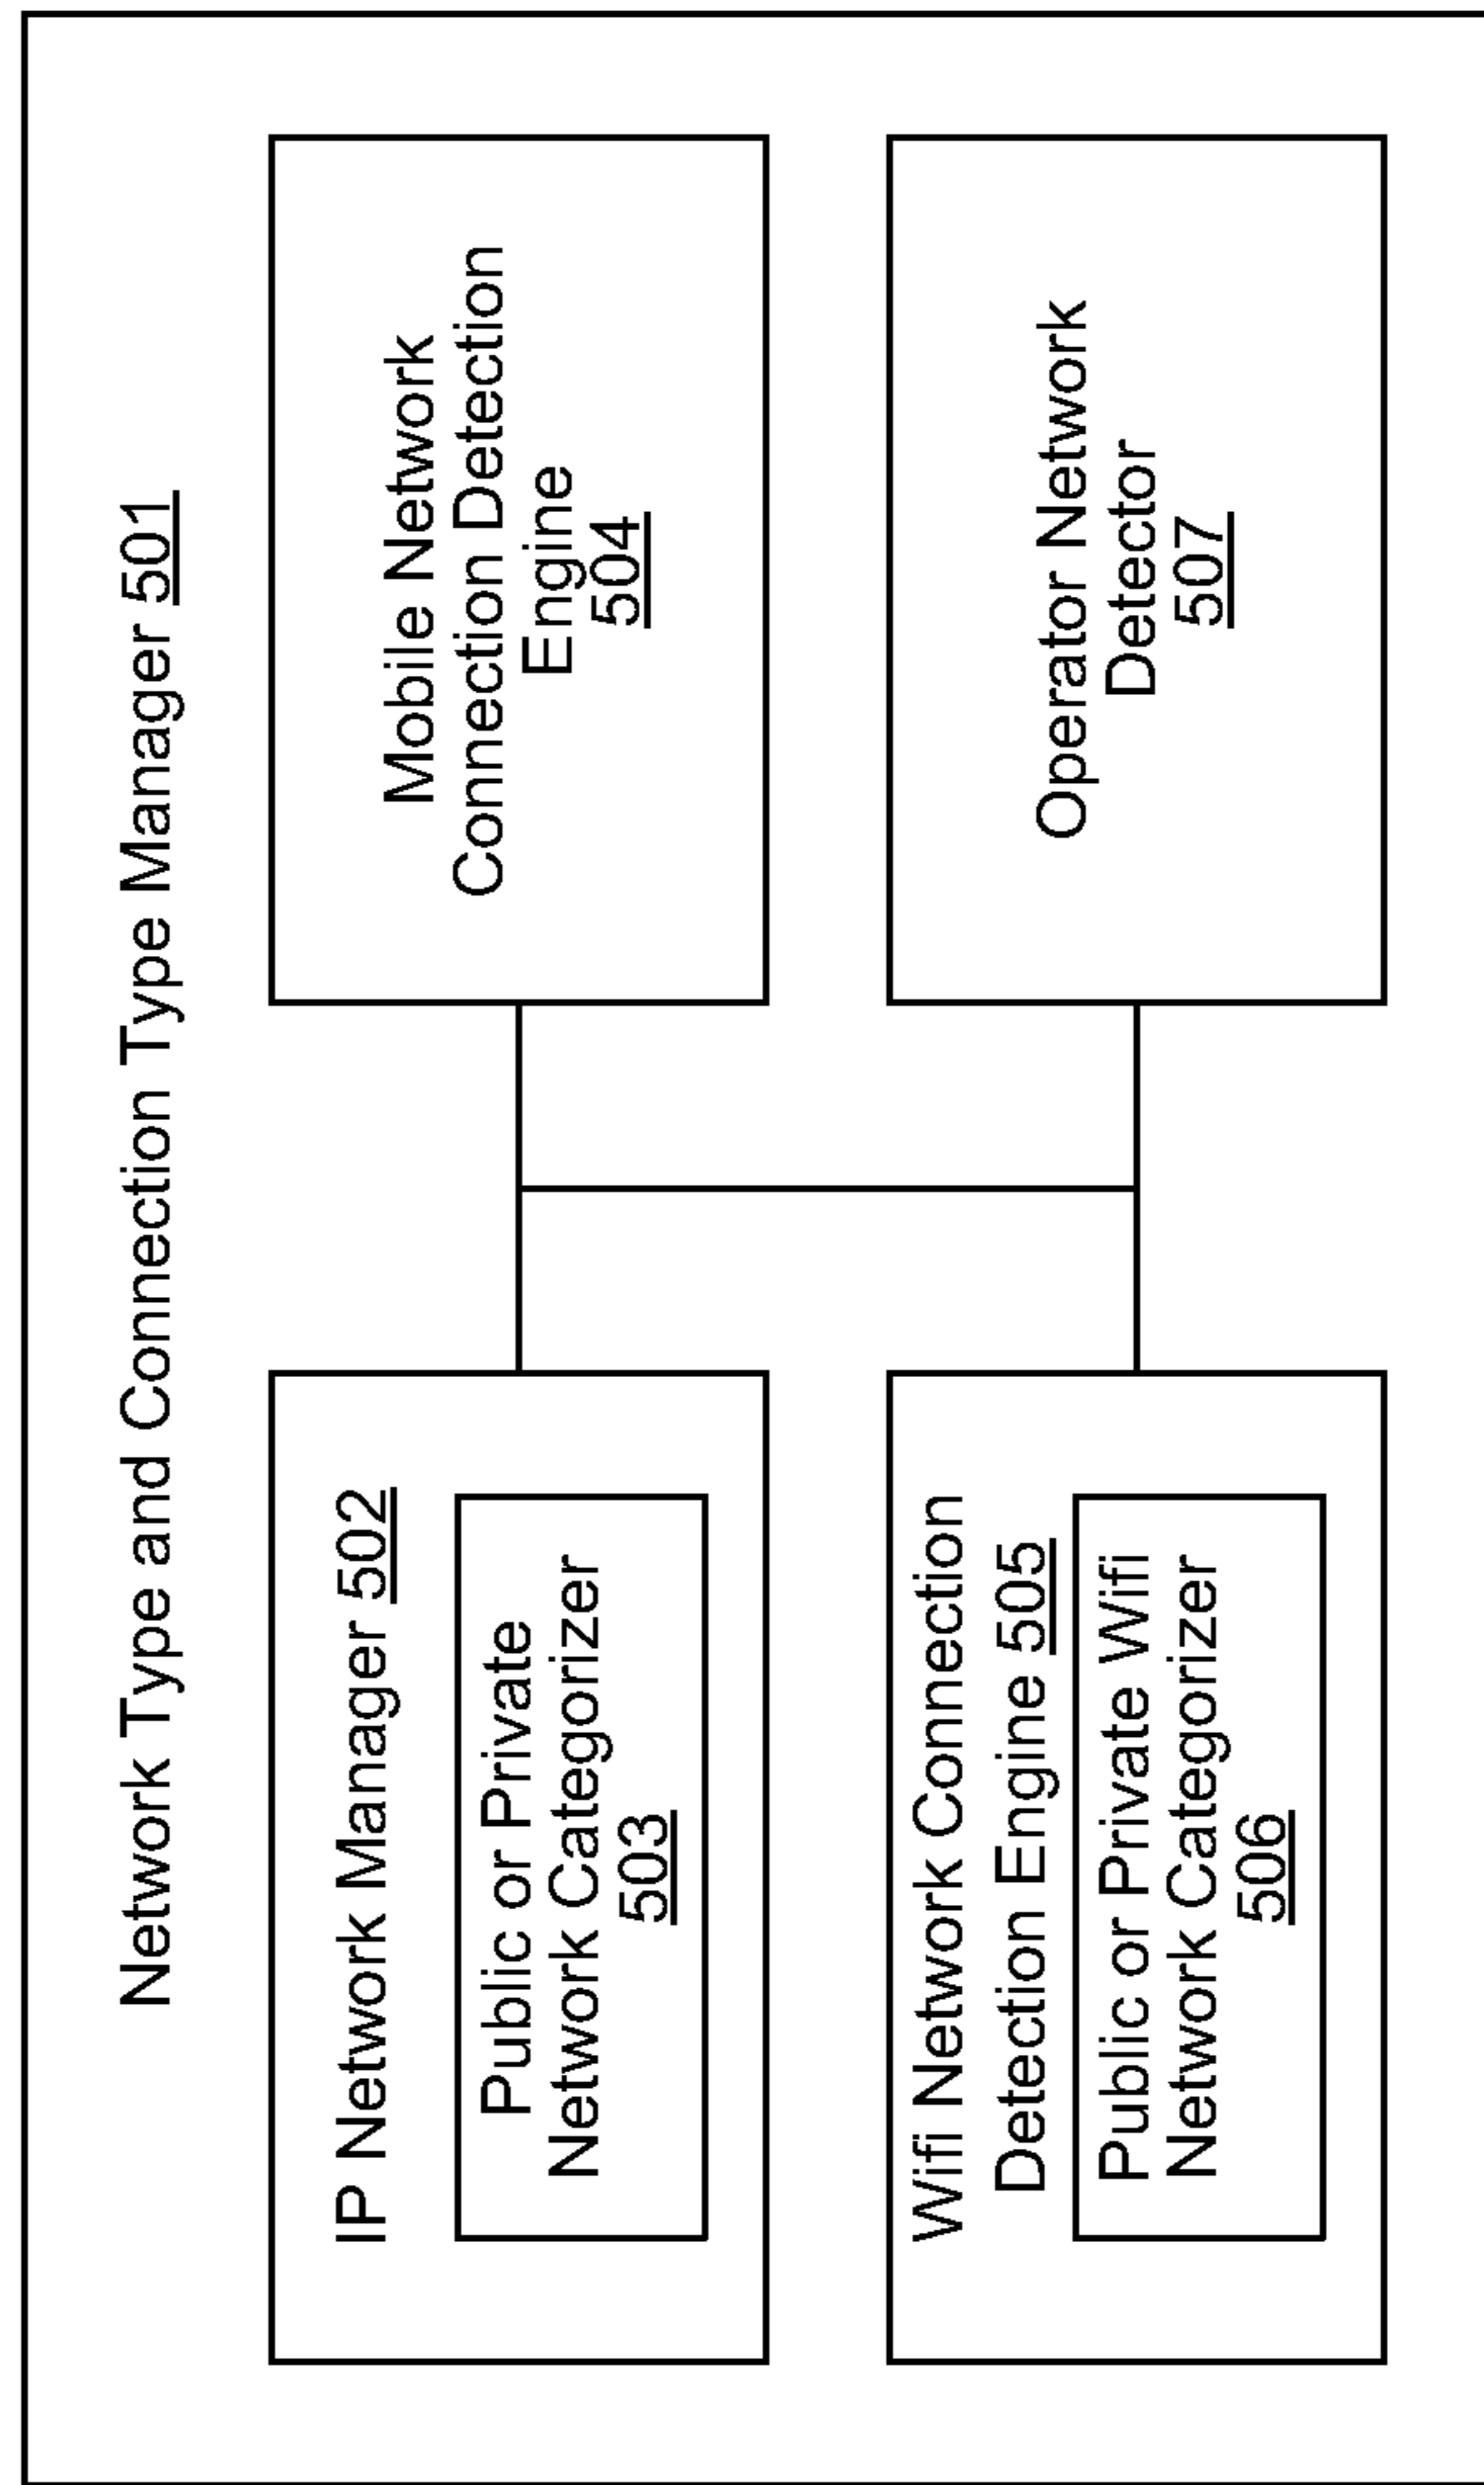 Network Type and Connection Type Manager 501
IP Network Manager 502
Public or Private
Network Categorizer
503
Mobile Network
Connection Detection
Engine
504
Wifi Network Connection
Detection Engine 505
Public or Private Wifi
Network Categorizer
506
Operator Network
Detector
507